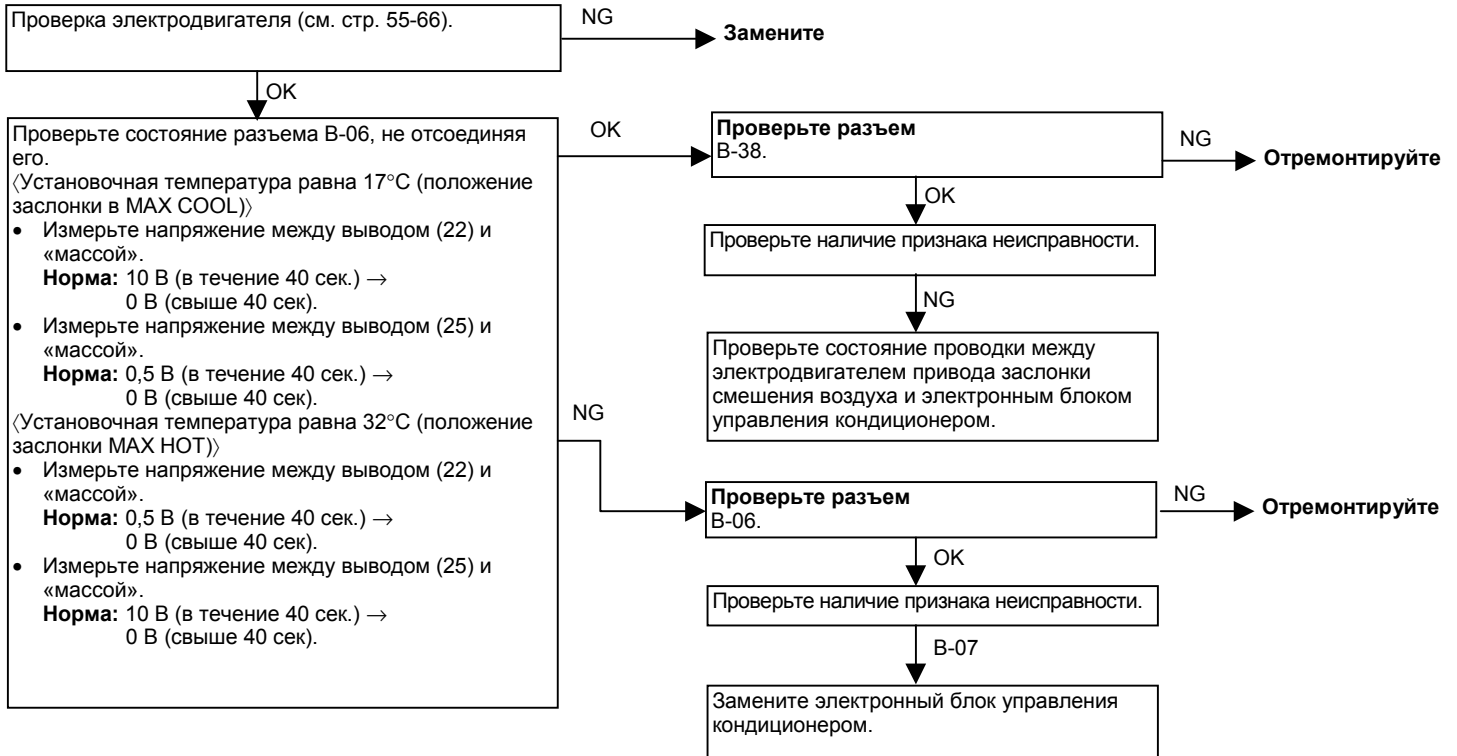 Проверка электродвигателя (см. стр. 55-66).
NG
Замените
OK
Проверьте состояние разъема B-06, не отсоединяя
его.
〈Установочная температура равна 17°C (положение
заслонки в MAX COOL)〉
• Измерьте напряжение между выводом (22) и
«массой».
Норма: 10 В (в течение 40 сек.) →
0 В (свыше 40 сек).
• Измерьте напряжение между выводом (25) и
«массой».
Норма: 0,5 В (в течение 40 сек.) →
0 В (свыше 40 сек).
〈Установочная температура равна 32°C (положение
заслонки MAX HOT)〉
• Измерьте напряжение между выводом (22) и
«массой».
Норма: 0,5 В (в течение 40 сек.) →
0 В (свыше 40 сек).
• Измерьте напряжение между выводом (25) и
«массой».
Норма: 10 В (в течение 40 сек.) →
0 В (свыше 40 сек).
OK
Проверьте разъем
B-38.
NG
Отремонтируйте
OK
Проверьте наличие признака неисправности.
NG
Проверьте состояние проводки между
электродвигателем привода заслонки
смешения воздуха и электронным блоком
управления кондиционером.
NG
Проверьте разъем
B-06.
NG
Отремонтируйте
OK
Проверьте наличие признака неисправности.
B-07
Замените электронный блок управления
кондиционером.